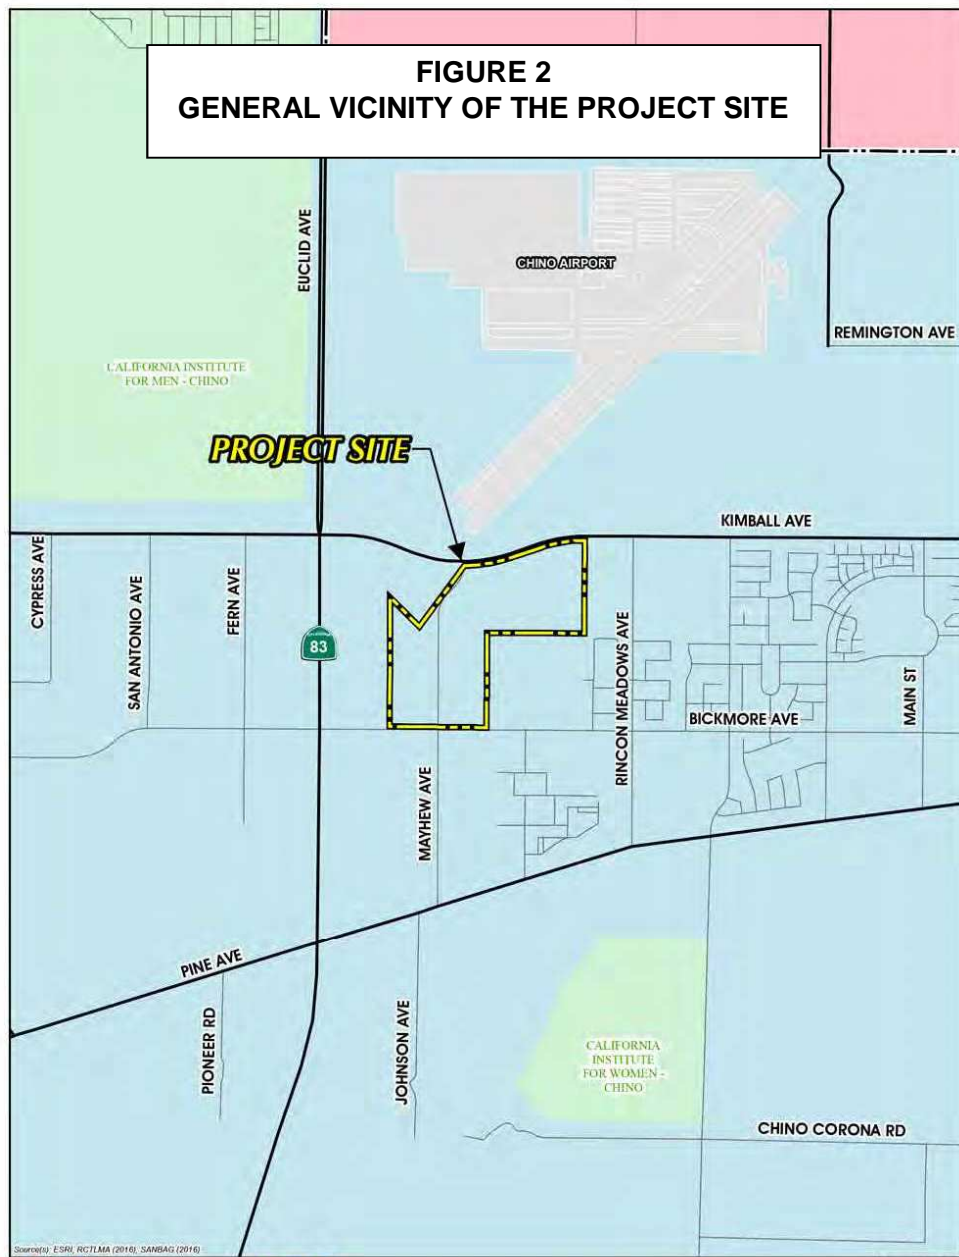 FIGURE 2
GENERAL VICINITY OF THE PROJECT SITE
EUCLID AVE
CHINO AIRPORT
REMINGTON AVE
CALIFORNIA INSTITUTE
FOR MEN - CHINO
PROJECT SITE
KIMBALL AVE
CYPRESS AVE
SAN ANTONIO AVE
FERN AVE
83
RINCON MEADOWS AVE
MAIN ST
BICKMORE AVE
MAYHEW AVE
PINE AVE
PIONEER RD
JOHNSON AVE
CALIFORNIA
INSTITUTE
FOR WOMEN -
CHINO
CHINO CORONA RD
Source(s): ESRI, RCTLMA (2016), SANBAG (2016)